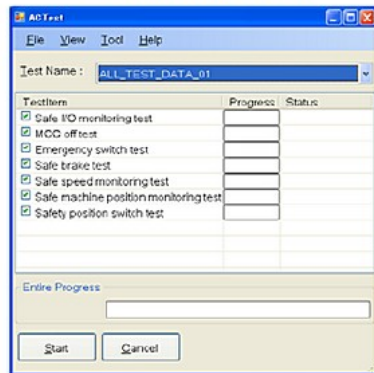 ACTest
File View Tool Help
Test Name : ALL_TEST_DATA_01
TestItem Progress Status
Safe I/O monitoring test
MCC off test
Emergency switch test
Safe brake test
Safe speed monitoring test
Safe machine position monitoring test
Safety position switch test
Entire Progress
Start Cancel